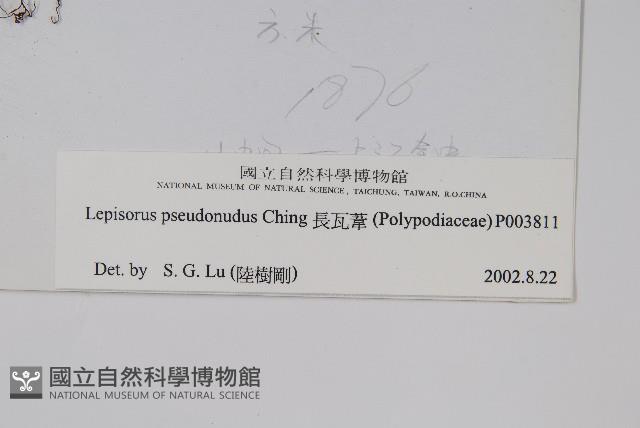 1876
國立自然科學博物館
NATIONAL MUSEUM OF NATURAL SCIENCE, TAICHUNG, TAIWAN, R.O.CHINA
Lepisorus pseudonudus Ching 長瓦葦 (Polypodiaceae) P003811
Det. by S. G. Lu (陸樹剛) 2002.8.22
國立自然科學博物館
NATIONAL MUSEUM OF NATURAL SCIENCE